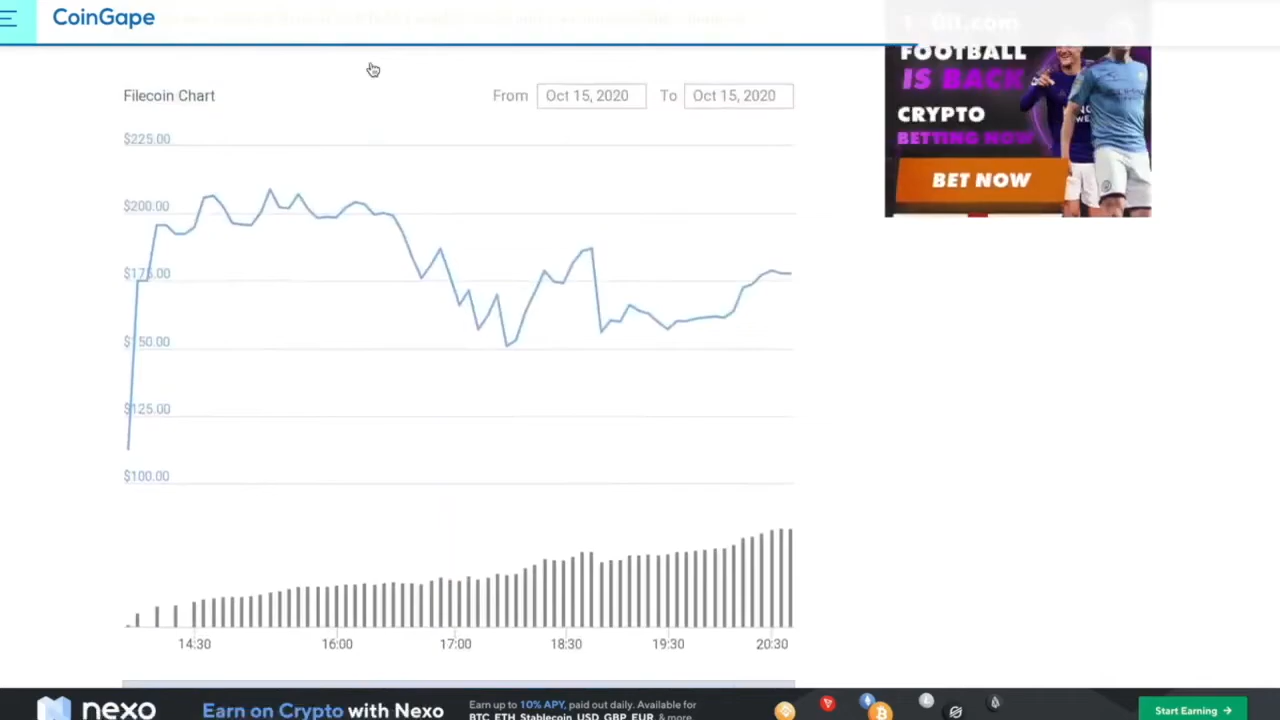 CoinGape
Filecoin Chart
From Oct 15, 2020 To Oct 15, 2020
$225.00
$200.00
$175.00
$150.00
$125.00
$100.00
14:30 16:00 17:00 18:30 19:30 20:30
FOOTBALL
IS BACK
CRYPTO
BETTING NOW
BET NOW
nexo
Earn on Crypto with Nexo
Earn up to 10% APY, paid out daily. Available for
BTC, ETH, Stablecoin, USD, GBP, EUR, & more
Start Earning →